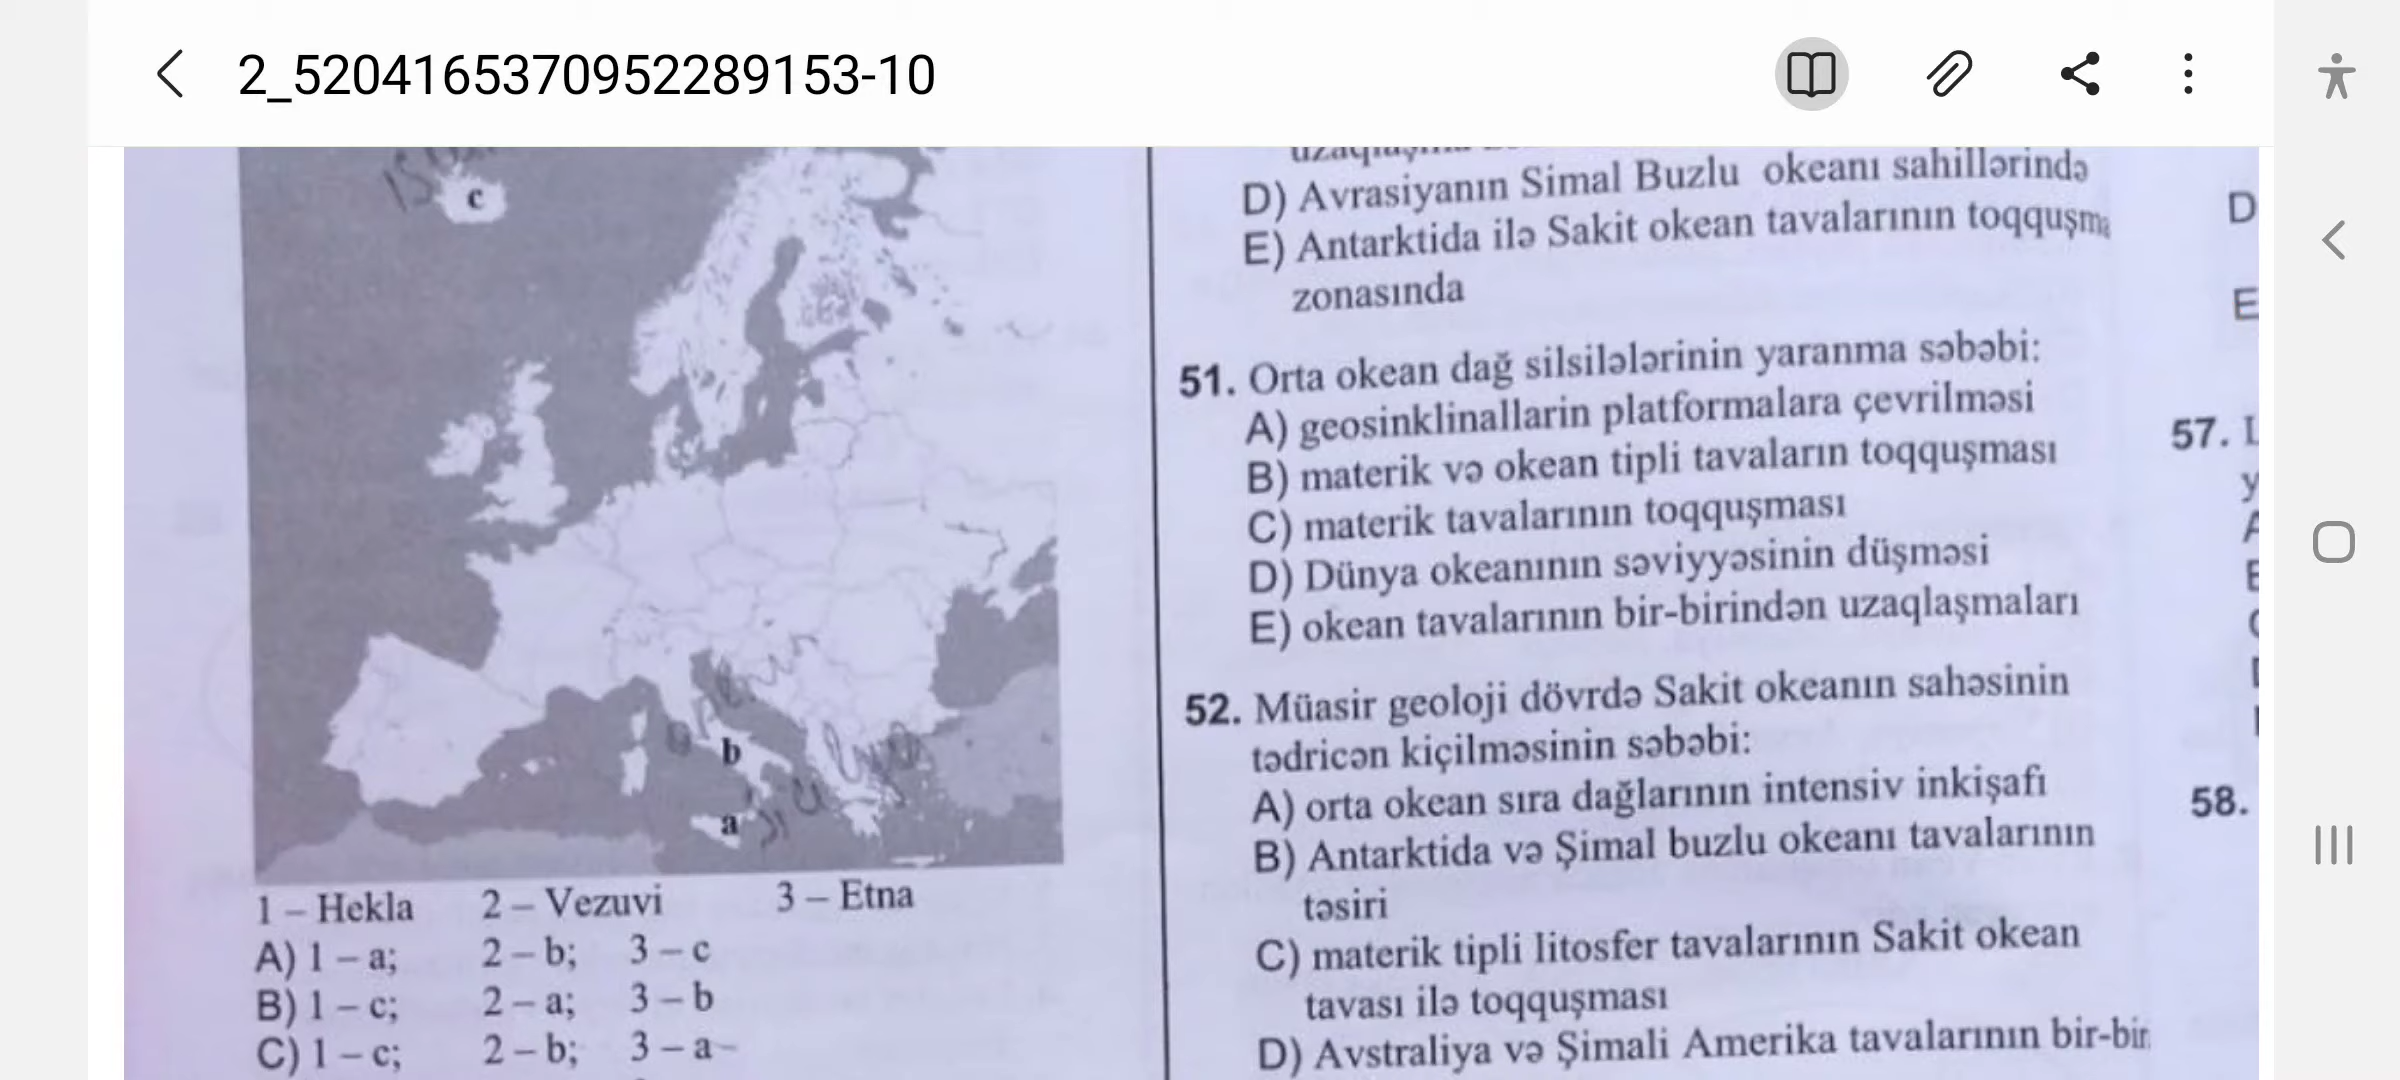 2_5204165370952289153-10
c
b
a
1 – Hekla 2 – Vezuvi 3 – Etna
A) 1 – a; 2 – b; 3 – c
B) 1 – c; 2 – a; 3 – b
C) 1 – c; 2 – b; 3 – a
D) Avrasiyanın Simal Buzlu okeanı sahillərində
E) Antarktida ilə Sakit okean tavalarının toqquşma
zonasında
51. Orta okean dağ silsilələrinin yaranma səbəbi:
A) geosinklinallarin platformalara çevrilməsi
B) materik və okean tipli tavaların toqquşması
C) materik tavalarının toqquşması
D) Dünya okeanının səviyyəsinin düşməsi
E) okean tavalarının bir-birindən uzaqlaşmaları
52. Müasir geoloji dövrdə Sakit okeanın sahəsinin
tədricən kiçilməsinin səbəbi:
A) orta okean sıra dağlarının intensiv inkişafı
B) Antarktida və Şimal buzlu okeanı tavalarının
təsiri
C) materik tipli litosfer tavalarının Sakit okean
tavası ilə toqquşması
D) Avstraliya və Şimali Amerika tavalarının bir-bir
D
E
57.
58.